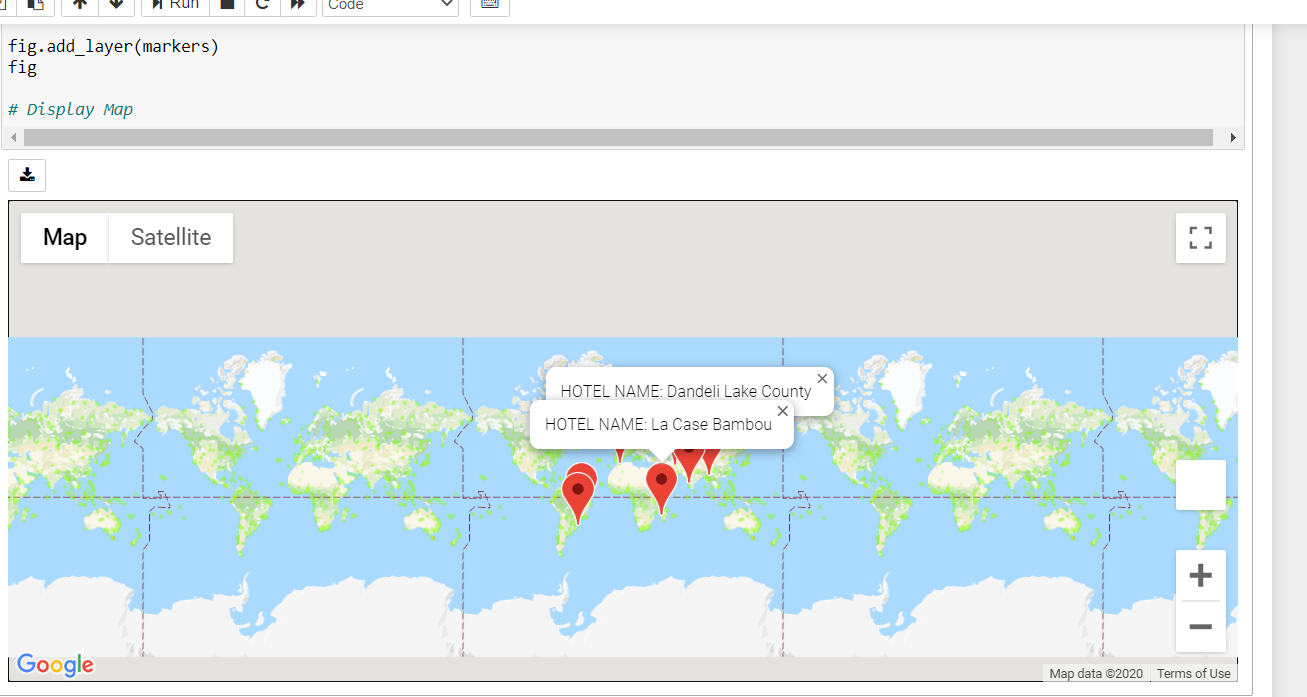 Run
Code
fig.add_layer(markers)
fig
# Display Map
Map
Satellite
HOTEL NAME: Dandeli Lake County
HOTEL NAME: La Case Bambou
Google
Map data ©2020
Terms of Use